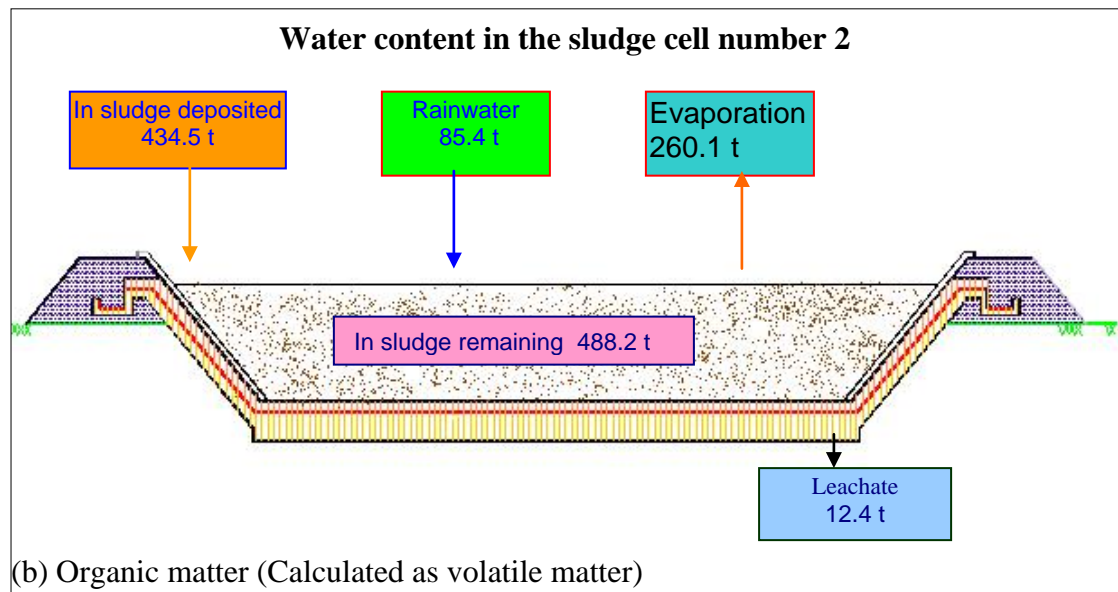 Water content in the sludge cell number 2
In sludge deposited
434.5 t
Rainwater
85.4 t
Evaporation
260.1 t
In sludge remaining 488.2 t
Leachate
12.4 t
(b) Organic matter (Calculated as volatile matter)